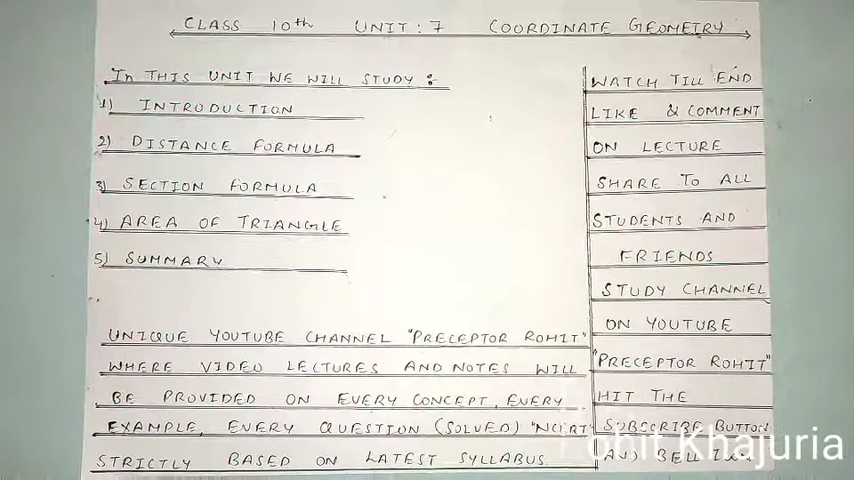 CLASS 10th UNIT : 7 COORDINATE GEOMETRY
In THIS UNIT WE WILL STUDY :
1) INTRODUCTION
2) DISTANCE FORMULA
3) SECTION FORMULA
4) AREA OF TRIANGLE
5) SUMMARY
UNIQUE YOUTUBE CHANNEL "PRECEPTOR ROHIT"
WHERE VIDEO LECTURES AND NOTES WILL
BE PROVIDED ON EVERY CONCEPT, EVERY
EXAMPLE, EVERY QUESTION (SOLVED) "NCERT"
STRICTLY BASED ON LATEST SYLLABUS.
WATCH TILL END
LIKE & COMMENT
ON LECTURE
SHARE TO ALL
STUDENTS AND
FRIENDS
STUDY CHANNEL
ON YOUTUBE
"PRECEPTOR ROHIT"
HIT THE
SUBSCRIBE BUTTON
AND BELL
Rohit Khajuria